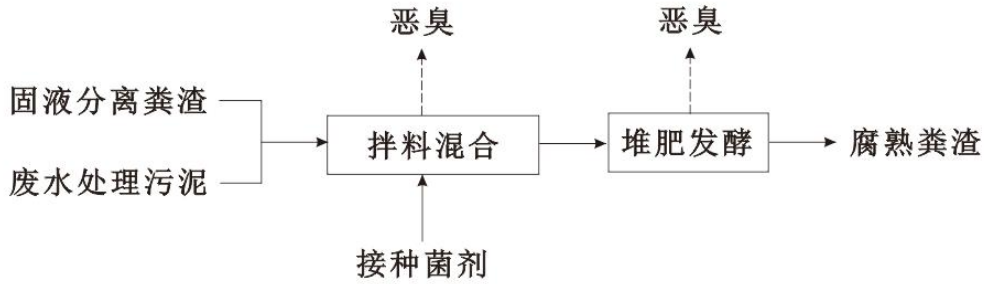 恶臭
恶臭
固液分离粪渣
拌料混合
堆肥发酵
腐熟粪渣
废水处理污泥
接种菌剂